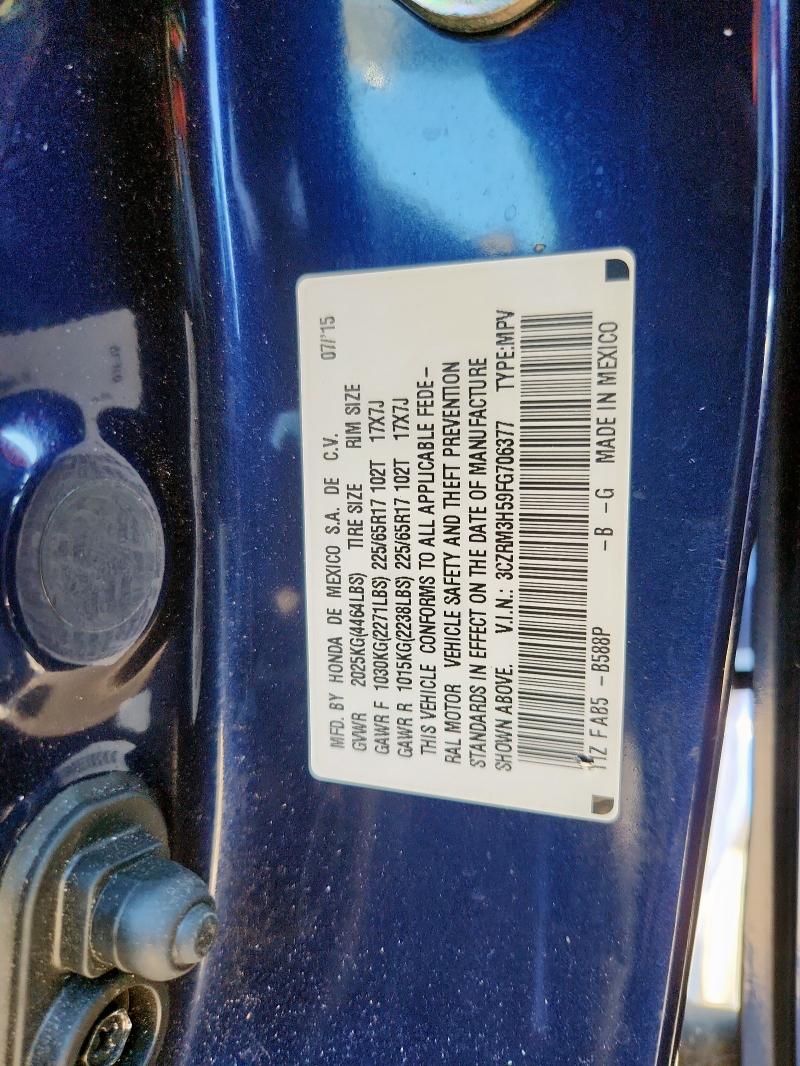 MFD. BY HONDA DE MEXICO S.A. DE C.V. 07/'15
GVWR 2025KG(4464LBS) TIRE SIZE RIM SIZE
GAWR F 1030KG(2271LBS) 225/65R17 102T 17X7J
GAWR R 1015KG(2238LBS) 225/65R17 102T 17X7J
THIS VEHICLE CONFORMS TO ALL APPLICABLE FEDE-
RAL MOTOR VEHICLE SAFETY AND THEFT PREVENTION
STANDARDS IN EFFECT ON THE DATE OF MANUFACTURE
SHOWN ABOVE. V.I.N.: 3CZRM3H59FG706377 TYPE:MPV
F AB5 -B588P -B -G MADE IN MEXICO